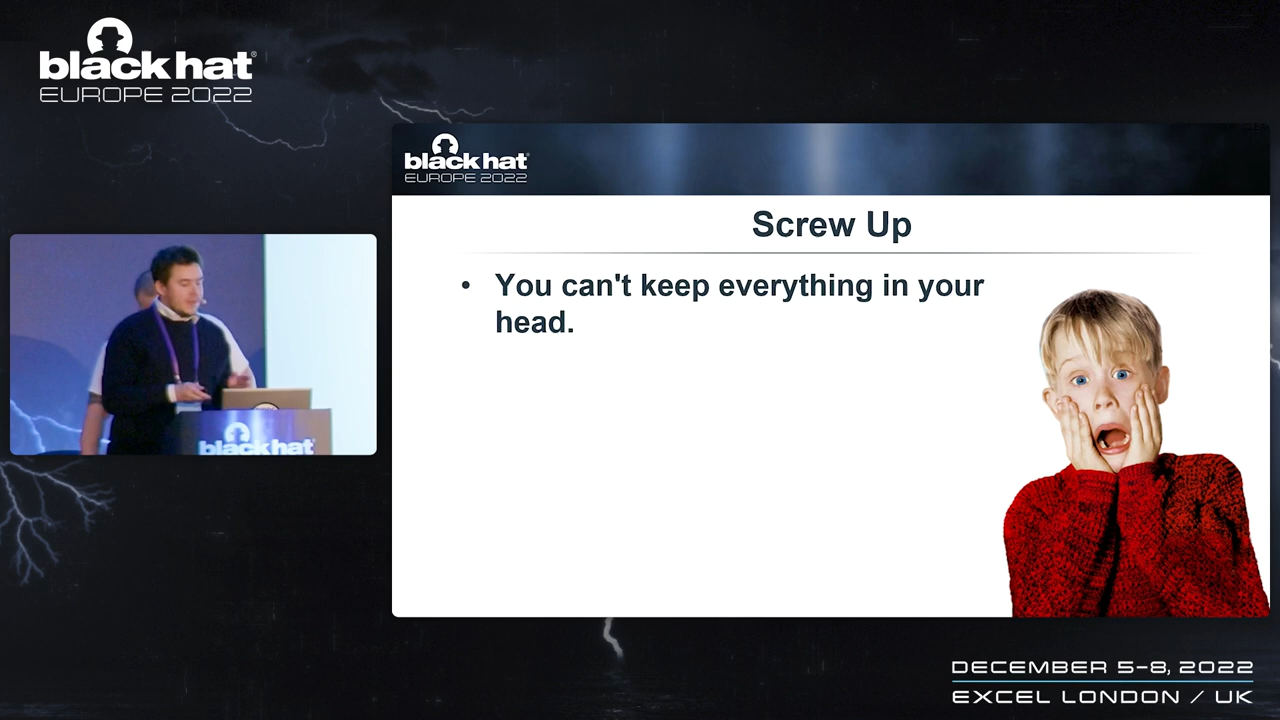 black hat®
EUROPE 2022
black hat®
EUROPE 2022
Screw Up
• You can't keep everything in your
head.
black hat
DECEMBER 5-8, 2022
EXCEL LONDON / UK